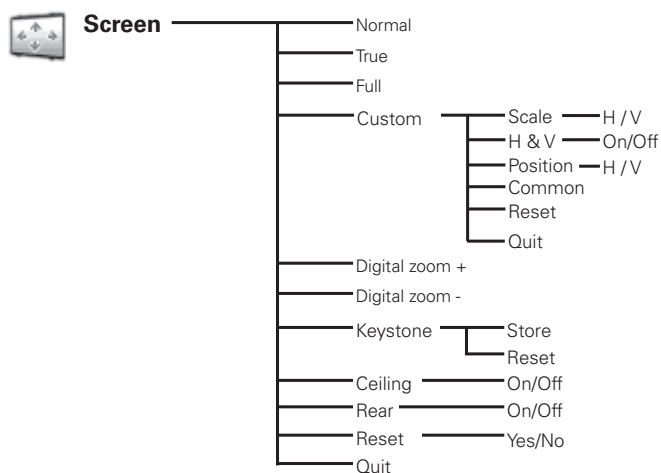 Screen Normal
True
Full
Custom Scale H / V
H & V On/Off
Position H / V
Common
Reset
Quit
Digital zoom +
Digital zoom -
Keystone Store
Reset
Ceiling On/Off
Rear On/Off
Reset Yes/No
Quit